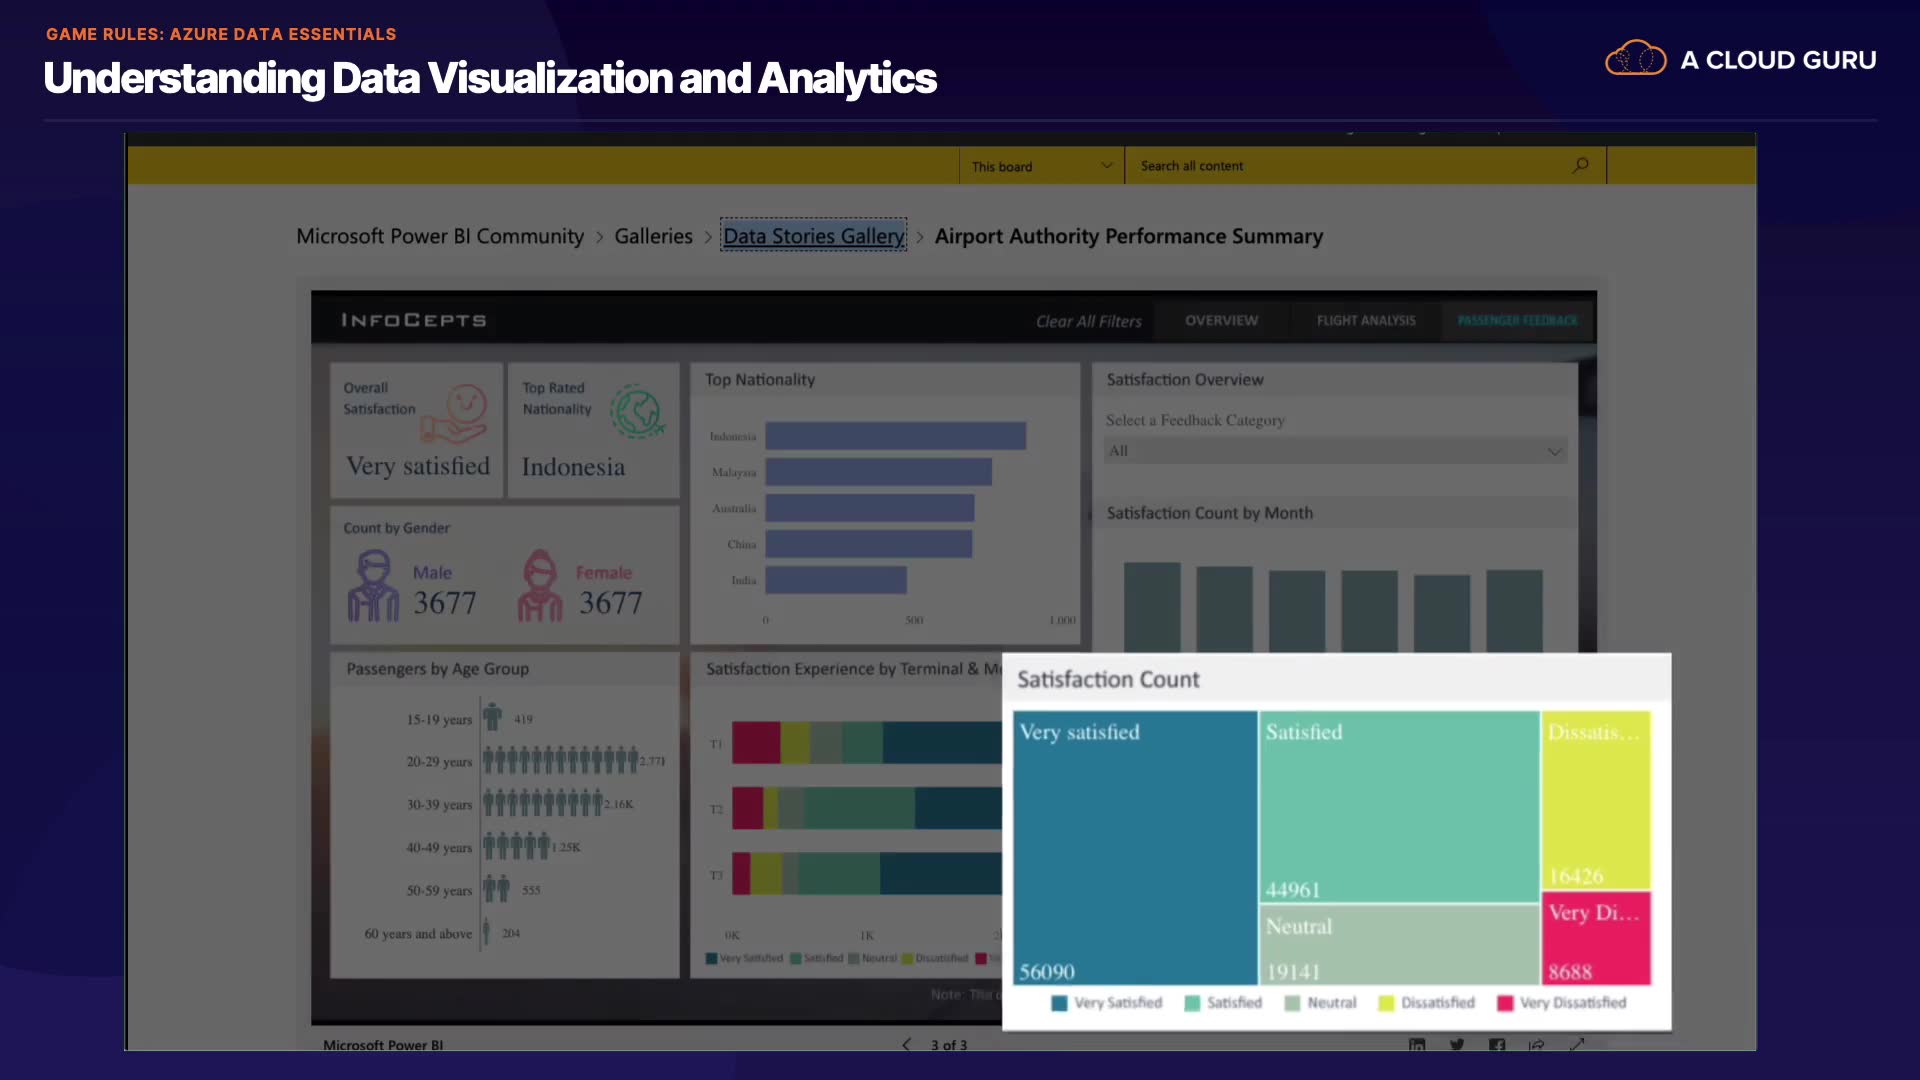 GAME RULES: AZURE DATA ESSENTIALS
Understanding Data Visualization and Analytics
A CLOUD GURU
This board
Search all content
Microsoft Power BI Community > Galleries > Data Stories Gallery > Airport Authority Performance Summary
INFOCEPTS
Clear All Filters
OVERVIEW
FLIGHT ANALYSIS
PASSENGER FEEDBACK
Overall
Satisfaction
Very satisfied
Top Rated
Nationality
Indonesia
Count by Gender
Male
3677
Female
3677
Top Nationality
Indonesia
Malaysia
Australia
China
India
0 500 1,000
Satisfaction Overview
Select a Feedback Category
All
Satisfaction Count by Month
Passengers by Age Group
15-19 years 419
20-29 years 2.77K
30-39 years 2.16K
40-49 years 1.25K
50-59 years 555
60 years and above 204
Satisfaction Experience by Terminal &
T1
T2
T3
0K 1K
Very Satisfied Satisfied Neutral Dissatisfied
Note:
Satisfaction Count
Very satisfied
56090
Satisfied
44961
Neutral
19141
Dissatis...
16426
Very Di...
8688
Very Satisfied Satisfied Neutral Dissatisfied Very Dissatisfied
Microsoft Power BI
3 of 3